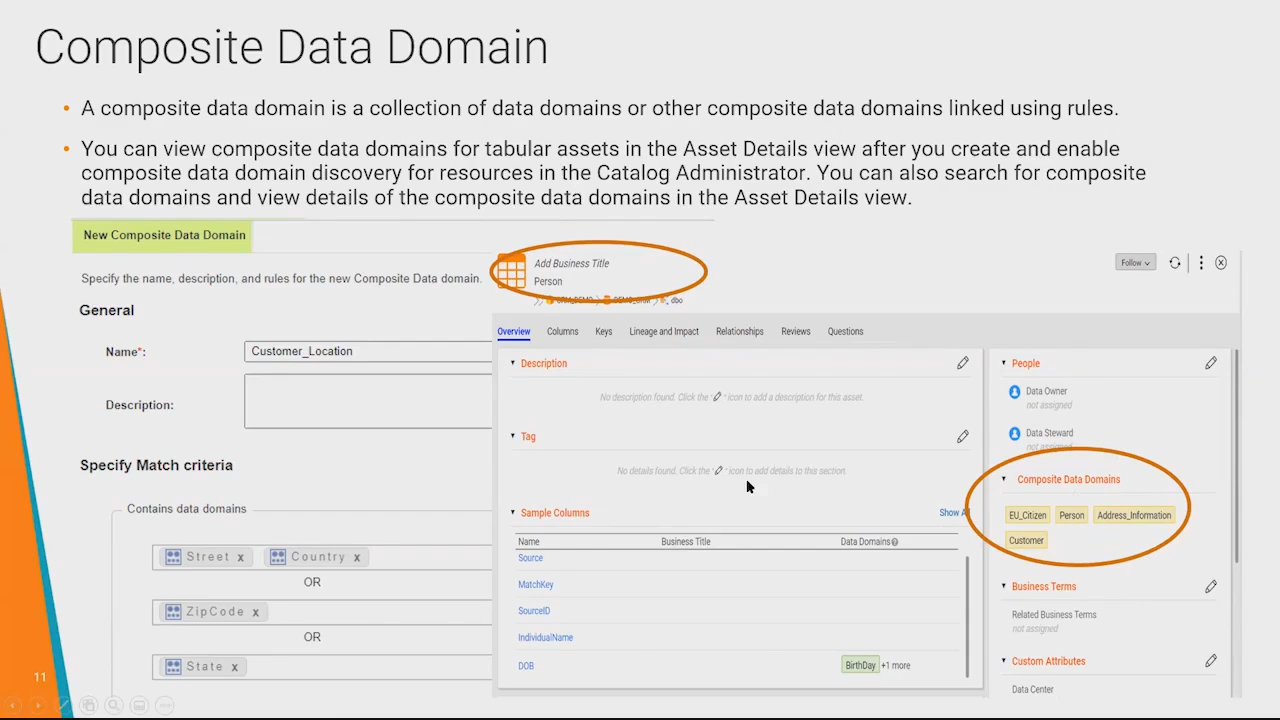 Composite Data Domain
• A composite data domain is a collection of data domains or other composite data domains linked using rules.
• You can view composite data domains for tabular assets in the Asset Details view after you create and enable
composite data domain discovery for resources in the Catalog Administrator. You can also search for composite
data domains and view details of the composite data domains in the Asset Details view.
New Composite Data Domain
Specify the name, description, and rules for the new Composite Data domain.
General
Name*:
Customer_Location
Description:
Specify Match criteria
Contains data domains
Street x Country x
OR
ZipCode x
OR
State x
Add Business Title
Person
CRM_DEMO DEMO_CRM dbo
Follow
Overview Columns Keys Lineage and Impact Relationships Reviews Questions
Description
No description found. Click the ' ' icon to add a description for this asset.
Tag
No details found. Click the ' ' icon to add details to this section.
Sample Columns
Show All
Name Business Title Data Domains
Source
MatchKey
SourceID
IndividualName
DOB BirthDay +1 more
People
Data Owner
not assigned
Data Steward
not assigned
Composite Data Domains
EU_Citizen Person Address_Information
Customer
Business Terms
Related Business Terms
not assigned
Custom Attributes
Data Center
11